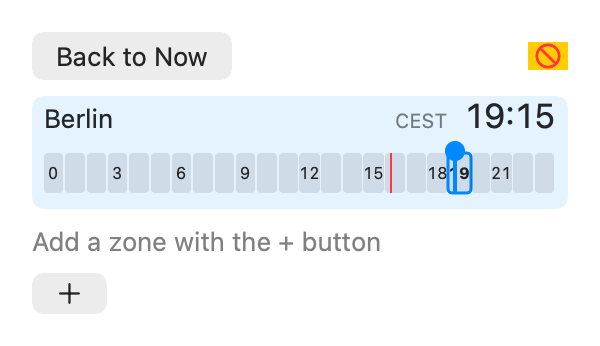 Back to Now
Berlin CEST 19:15
0 3 6 9 12 15 18 19 21
Add a zone with the + button
+